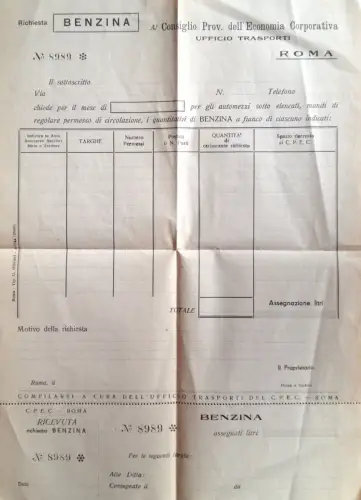 Richiesta BENZINA
Al Consiglio Prov. dell'Economia Corporativa
UFFICIO TRASPORTI
ROMA
№ 8989 ✻
Il sottoscritto
Via N. Telefono
chiede per il mese di per gli automezzi sotto elencati, muniti di
regolare permesso di circolazione, i quantitativi di BENZINA a fianco di ciascuno indicati:
TARGHE
Numero
Permessi
QUANTITA'
di
carburante richiesta
Spazio riservato
al C.P.E.C.
TOTALE
Assegnazione litri
Motivo della richiesta
Il Proprietario
Roma, li
COMPILARSI A CURA DELL'UFFICIO TRASPORTI DEL C.P.E.C. - ROMA
C.P.E.C. - ROMA
RICEVUTA
richiesta BENZINA
№ 8989 ✻
BENZINA
assegnati litri
№ 8989 ✻
Per le seguenti targhe:
Alla Ditta:
Dati
Consegnato il
da